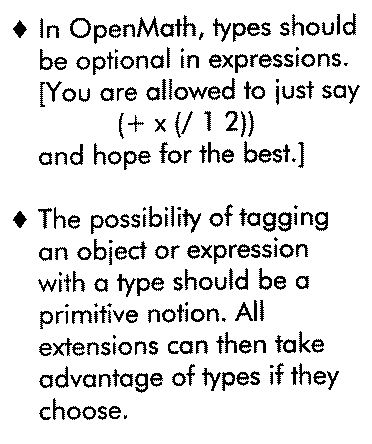 ♦ In OpenMath, types should
be optional in expressions.
[You are allowed to just say
(+ x (/ 1 2))
and hope for the best.]
♦ The possibility of tagging
an object or expression
with a type should be a
primitive notion. All
extensions can then take
advantage of types if they
choose.